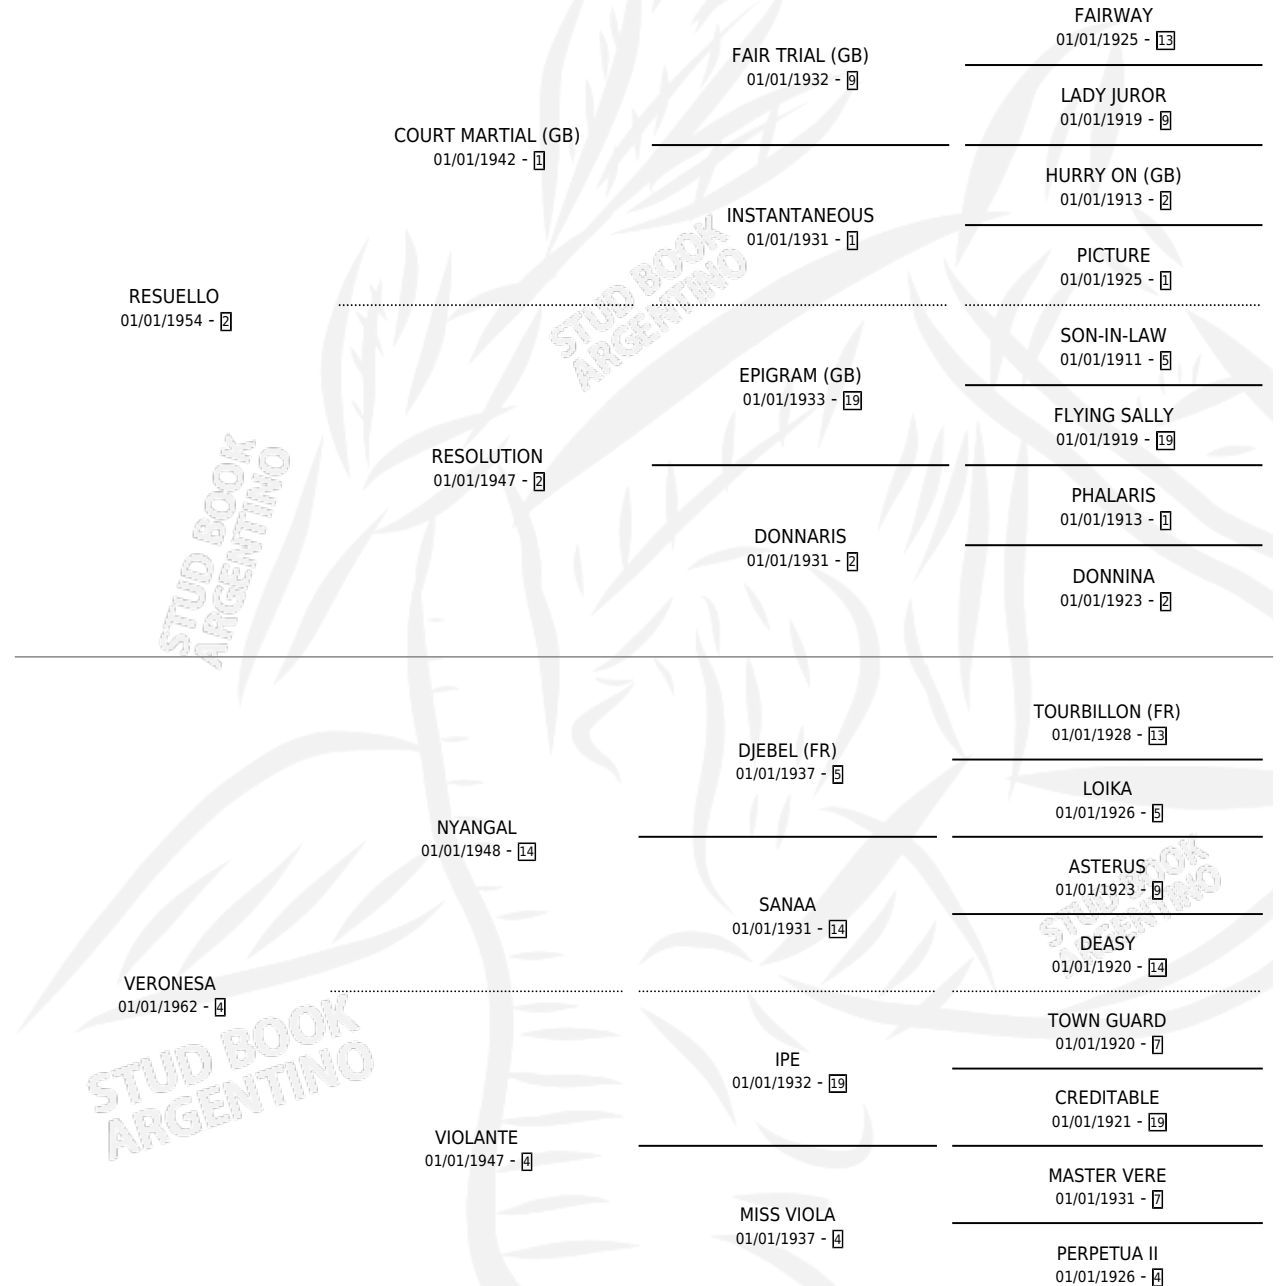 FAIRWAY
01/01/1925 - 13
FAIR TRIAL (GB)
01/01/1932 - 9
LADY JUROR
01/01/1919 - 9
COURT MARTIAL (GB)
01/01/1942 - 1
HURRY ON (GB)
01/01/1913 - 2
INSTANTANEOUS
01/01/1931 - 1
PICTURE
01/01/1925 - 1
RESUELLO
01/01/1954 - 2
STUD BOOK
ARGENTINO
SON-IN-LAW
01/01/1911 - 5
EPIGRAM (GB)
01/01/1933 - 19
FLYING SALLY
01/01/1919 - 19
RESOLUTION
01/01/1947 - 2
PHALARIS
01/01/1913 - 1
DONNARIS
01/01/1931 - 2
DONNINA
01/01/1923 - 2
STUD BOOK
ARGENTINO
TOURBILLON (FR)
01/01/1928 - 13
DJEBEL (FR)
01/01/1937 - 5
LOIKA
01/01/1926 - 5
NYANGAL
01/01/1948 - 14
ASTERUS
01/01/1923 - 9
SANAA
01/01/1931 - 14
DEASY
01/01/1920 - 14
STUD BOOK
ARGENTINO
VERONESA
01/01/1962 - 4
TOWN GUARD
01/01/1920 - 7
IPE
01/01/1932 - 19
CREDITABLE
01/01/1921 - 19
STUD BOOK
ARGENTINO
VIOLANTE
01/01/1947 - 4
MASTER VERE
01/01/1931 - 7
MISS VIOLA
01/01/1937 - 4
PERPETUA II
01/01/1926 - 4